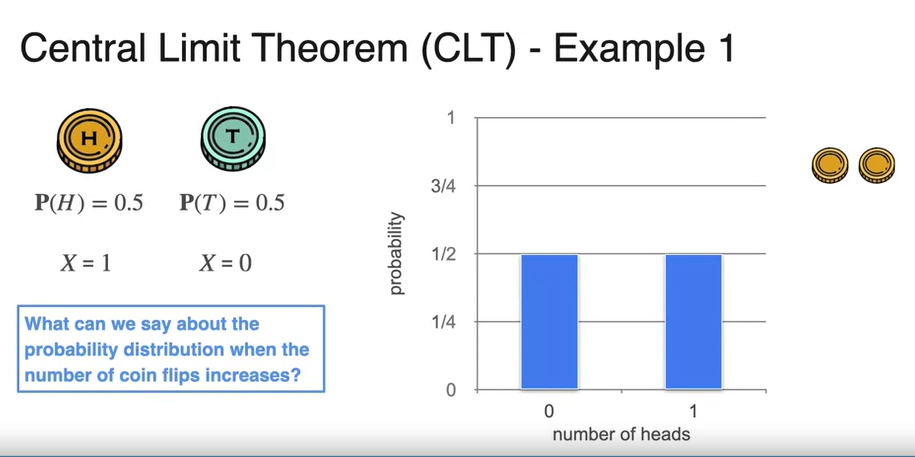 Central Limit Theorem (CLT) - Example 1
H
T
P(H) = 0.5
P(T) = 0.5
X = 1
X = 0
What can we say about the
probability distribution when the
number of coin flips increases?
probability
1
3/4
1/2
1/4
0
0
1
number of heads